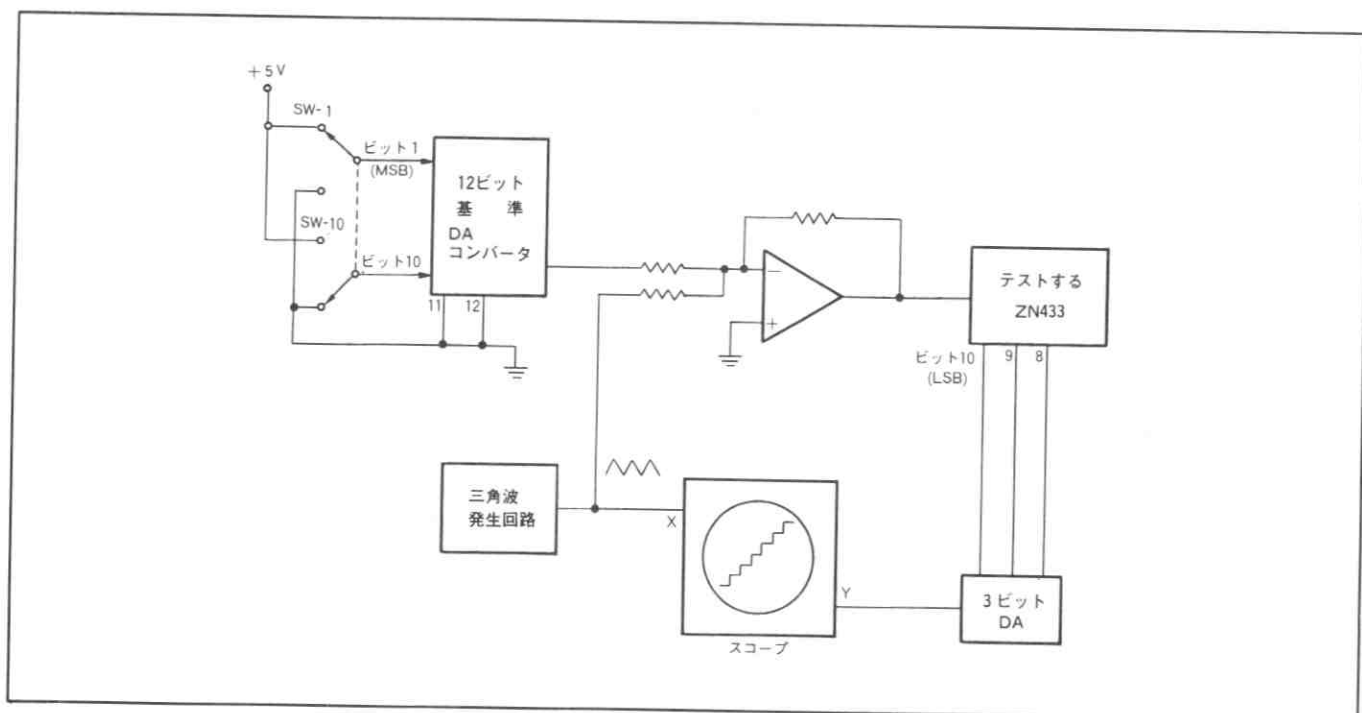 +5V
SW-1
ビット1
(MSB)
SW-10
ビット10
12ビット
基準
DA
コンバータ
11
12
−
+
テストする
ZN433
ビット10
(LSB)
9
8
三角波
発生回路
X
Y
スコープ
3ビット
DA